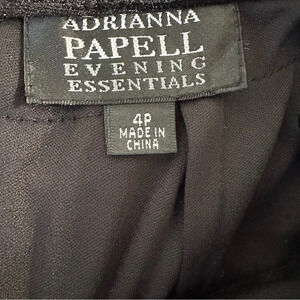 ADRIANNA
PAPELL
EVENING
ESSENTIALS
4P
MADE IN
CHINA